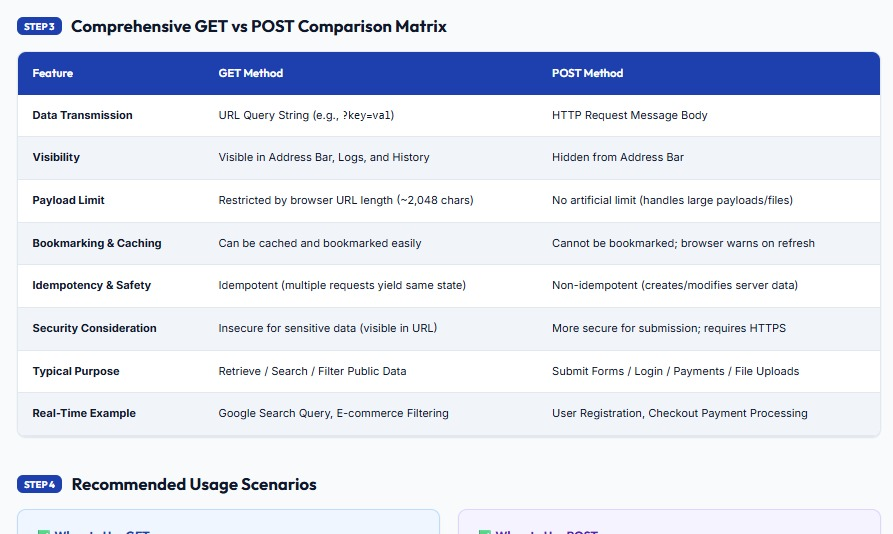 STEP 3 Comprehensive GET vs POST Comparison Matrix
Feature GET Method POST Method
Data Transmission URL Query String (e.g., ?key=val) HTTP Request Message Body
Visibility Visible in Address Bar, Logs, and History Hidden from Address Bar
Payload Limit Restricted by browser URL length (~2,048 chars) No artificial limit (handles large payloads/files)
Bookmarking & Caching Can be cached and bookmarked easily Cannot be bookmarked; browser warns on refresh
Idempotency & Safety Idempotent (multiple requests yield same state) Non-idempotent (creates/modifies server data)
Security Consideration Insecure for sensitive data (visible in URL) More secure for submission; requires HTTPS
Typical Purpose Retrieve / Search / Filter Public Data Submit Forms / Login / Payments / File Uploads
Real-Time Example Google Search Query, E-commerce Filtering User Registration, Checkout Payment Processing
STEP 4 Recommended Usage Scenarios